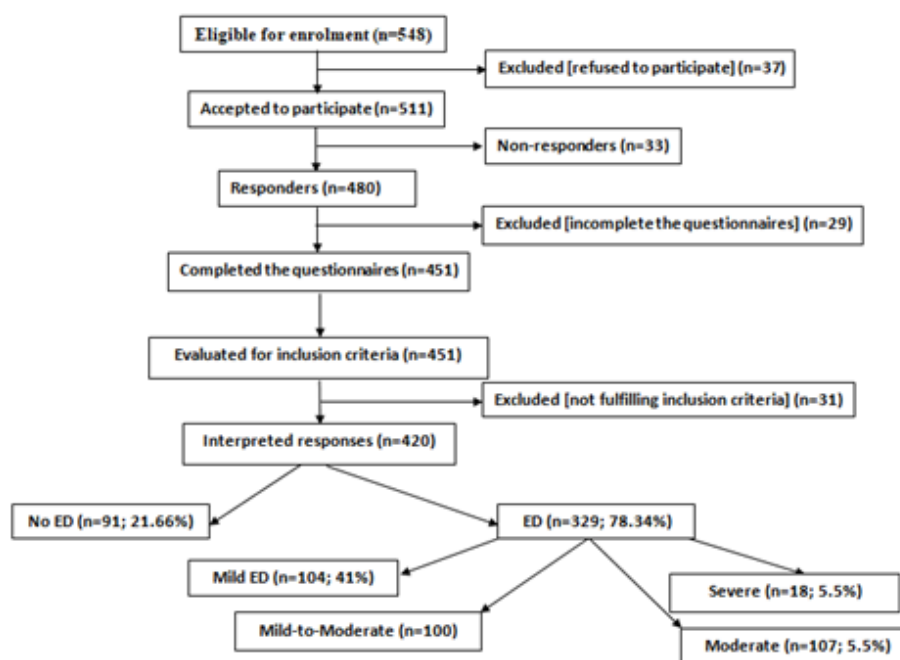 Eligible for enrolment (n=548)
Excluded [refused to participate] (n=37)
Accepted to participate (n=511)
Non-responders (n=33)
Responders (n=480)
Excluded [incomplete the questionnaires] (n=29)
Completed the questionnaires (n=451)
Evaluated for inclusion criteria (n=451)
Excluded [not fulfilling inclusion criteria] (n=31)
Interpreted responses (n=420)
No ED (n=91; 21.66%)
ED (n=329; 78.34%)
Mild ED (n=104; 41%)
Severe (n=18; 5.5%)
Mild-to-Moderate (n=100)
Moderate (n=107; 5.5%)